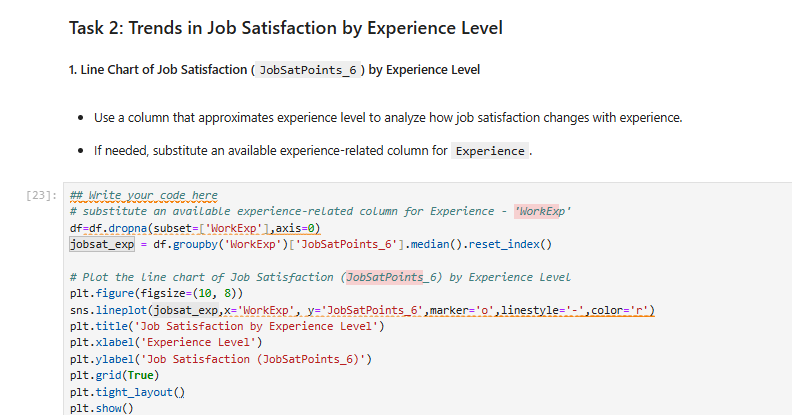 Task 2: Trends in Job Satisfaction by Experience Level
1. Line Chart of Job Satisfaction ( JobSatPoints_6 ) by Experience Level
• Use a column that approximates experience level to analyze how job satisfaction changes with experience.
• If needed, substitute an available experience-related column for Experience .
[23]: ## Write your code here
# substitute an available experience-related column for Experience - 'WorkExp'
df=df.dropna(subset=['WorkExp'],axis=0)
jobsat_exp = df.groupby('WorkExp')['JobSatPoints_6'].median().reset_index()
# Plot the line chart of Job Satisfaction (JobSatPoints_6) by Experience Level
plt.figure(figsize=(10, 8))
sns.lineplot(jobsat_exp,x='WorkExp', y='JobSatPoints_6',marker='o',linestyle='-',color='r')
plt.title('Job Satisfaction by Experience Level')
plt.xlabel('Experience Level')
plt.ylabel('Job Satisfaction (JobSatPoints_6)')
plt.grid(True)
plt.tight_layout()
plt.show()